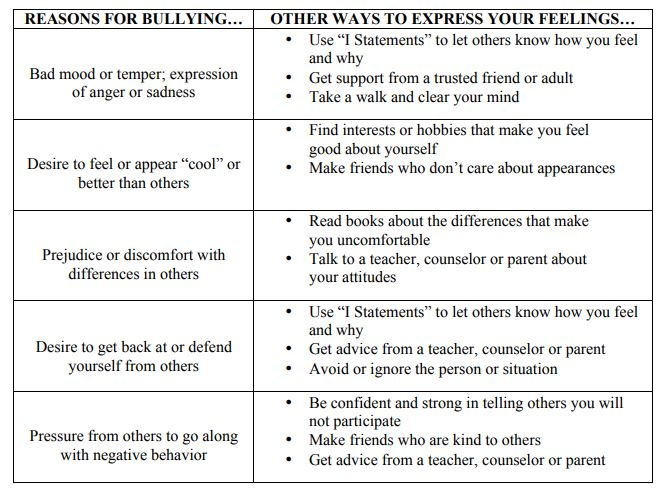 REASONS FOR BULLYING…
OTHER WAYS TO EXPRESS YOUR FEELINGS…
Bad mood or temper; expression
of anger or sadness
• Use “I Statements” to let others know how you feel
and why
• Get support from a trusted friend or adult
• Take a walk and clear your mind
Desire to feel or appear “cool” or
better than others
• Find interests or hobbies that make you feel
good about yourself
• Make friends who don’t care about appearances
Prejudice or discomfort with
differences in others
• Read books about the differences that make
you uncomfortable
• Talk to a teacher, counselor or parent about
your attitudes
Desire to get back at or defend
yourself from others
• Use “I Statements” to let others know how you feel
and why
• Get advice from a teacher, counselor or parent
• Avoid or ignore the person or situation
Pressure from others to go along
with negative behavior
• Be confident and strong in telling others you will
not participate
• Make friends who are kind to others
• Get advice from a teacher, counselor or parent